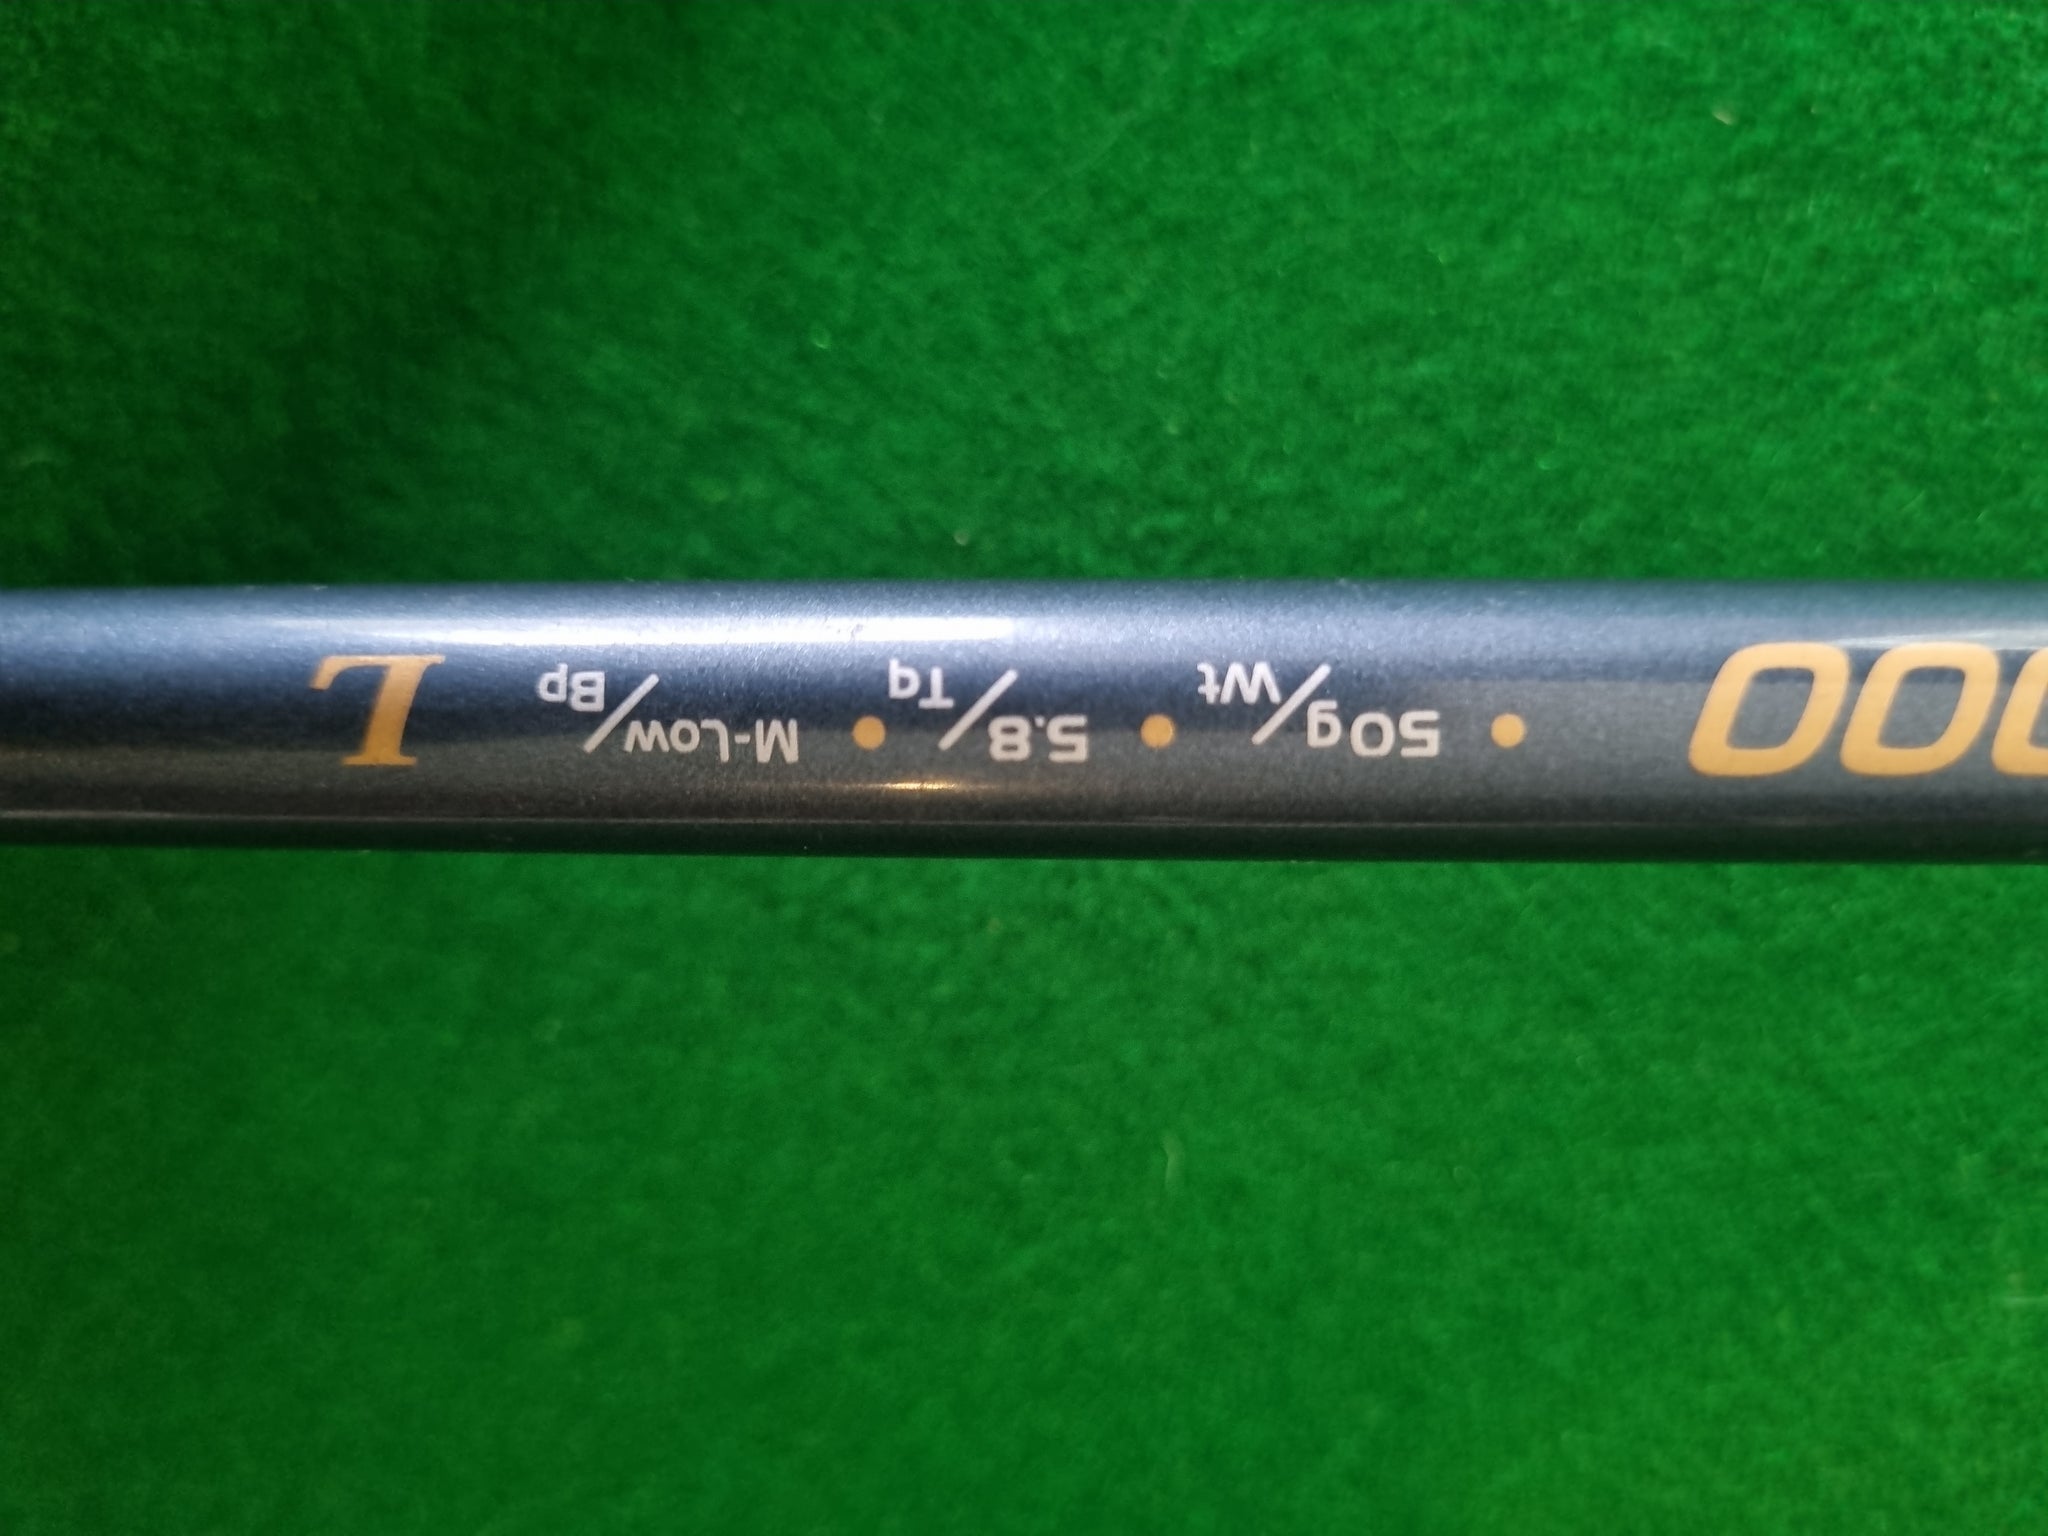 000 • 50g/Wt • 5.8/Tq • M-Low/Bp L